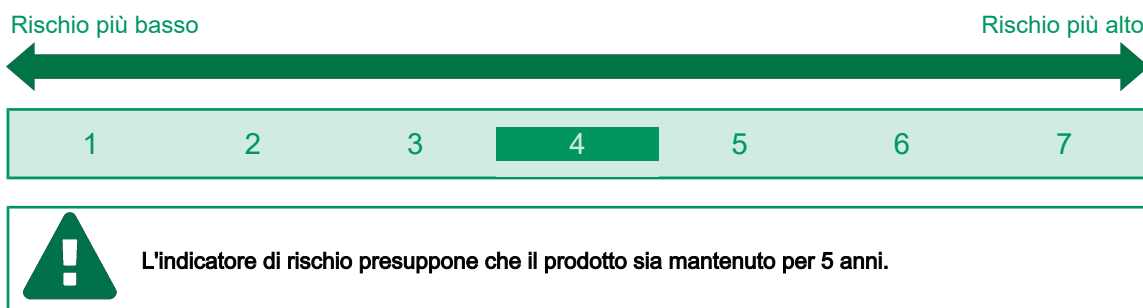 Rischio più basso Rischio più alto
1 2 3 4 5 6 7
L'indicatore di rischio presuppone che il prodotto sia mantenuto per 5 anni.